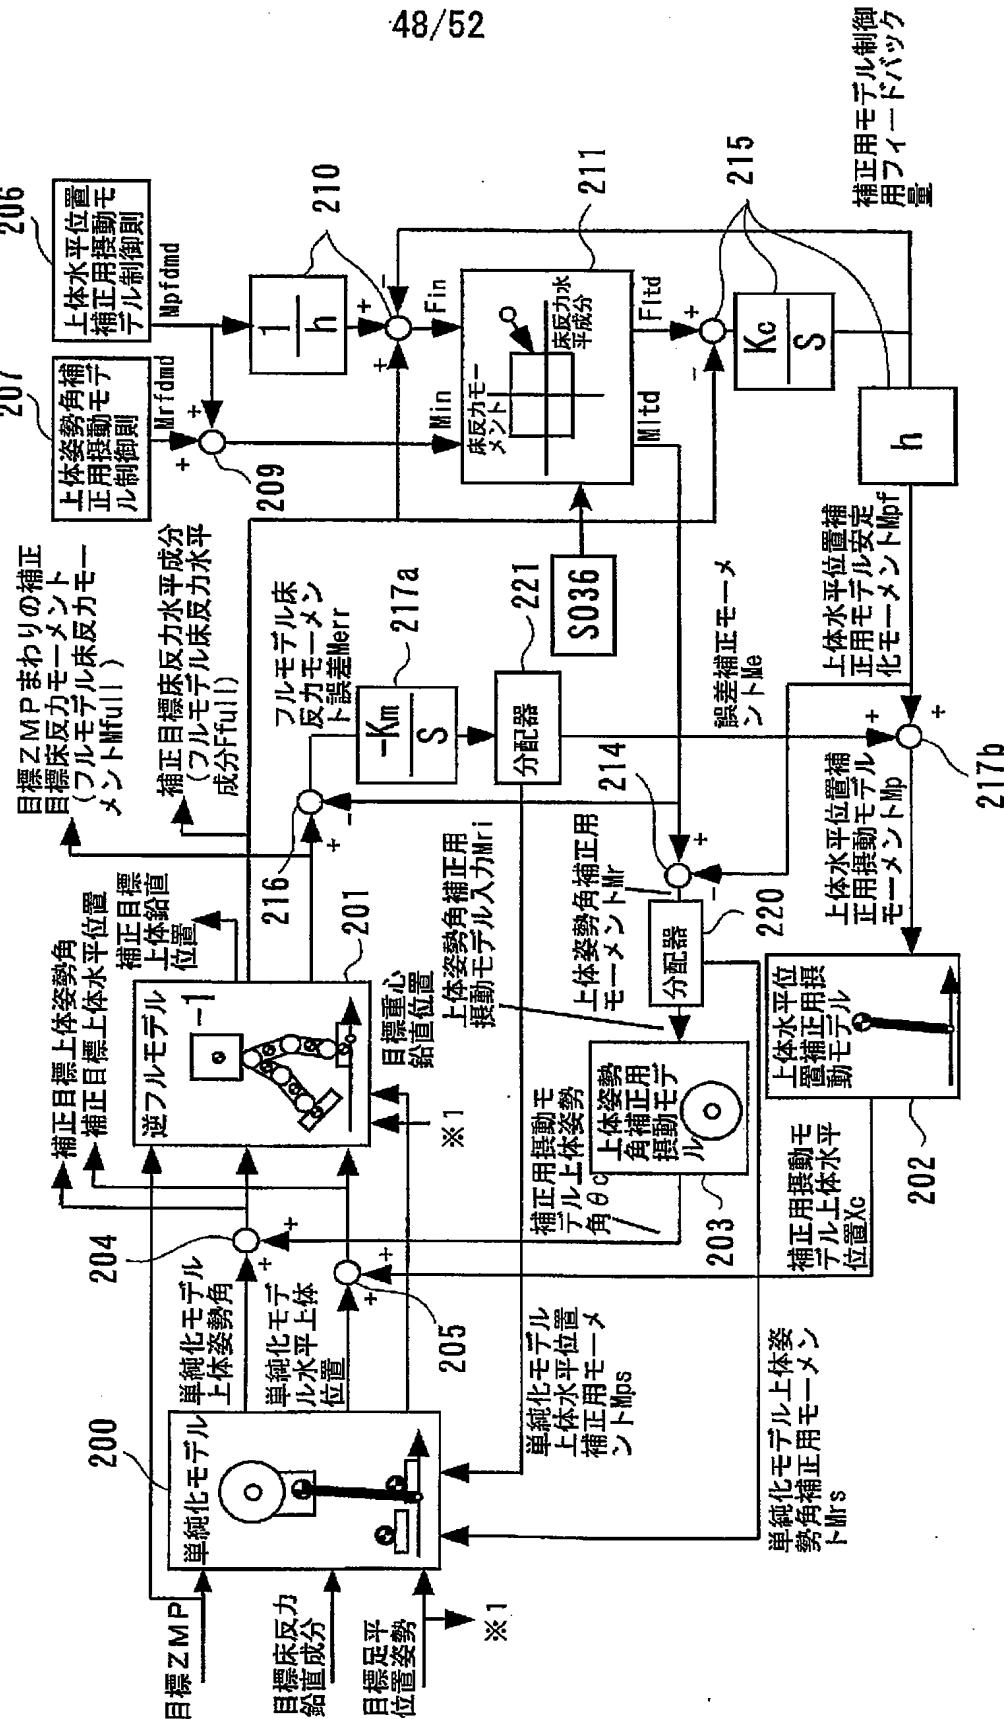 48/52
206
上体水平位置
補正用摂動モ
デル制御則
207
上体姿勢角補
正用摂動モデ
ル制御則
Mpfdmd
Mrfdmd
1
h
210
+
+
-
+
+
209
Fin
Min
床反力モー
メント
床反力水
平成分
211
Fltd
Mltd
+
-
Kc
S
215
補正用モデル制御
用フィードバック
量
h
目標ZMPまわりの補正
目標床反力モーメント
(フルモデル床反力モー
メントMfull)
補正目標床反力水平成分
(フルモデル床反力水平
成分Ffull)
フルモデル床
反力モーメン
ト誤差Merr
217a
-Km
S
221
分配器
S036
誤差補正モーメ
ントMe
上体水平位置補
正用モデル安定
化モーメントMpf
+
+
217b
上体水平位置補
正用摂動モデル
モーメントMp
216
+
-
214
+
-
上体姿勢角補正用
モーメントMr
上体姿勢角補正用
摂動モデル入力Mri
220
分配器
補正目標上体姿勢角
補正目標上体水平位置
補正目標
上体鉛直
位置
201
逆フルモデル
-1
目標重心
鉛直位置
※1
上体姿勢
角補正用
摂動モデ
ル
203
上体水平位
置補正用摂
動モデル
202
補正用摂動モ
デル上体姿勢
角θc
補正用摂動モ
デル上体水平
位置Xc
204
+
+
205
+
+
単純化モデル
上体姿勢角
単純化モデ
ル水平上体
位置
200
単純化モデル
単純化モデル
上体水平位置
補正用モーメ
ントMps
単純化モデル上体姿
勢角補正用モーメン
トMrs
目標ZMP
目標床反力
鉛直成分
目標足平
位置姿勢
※1